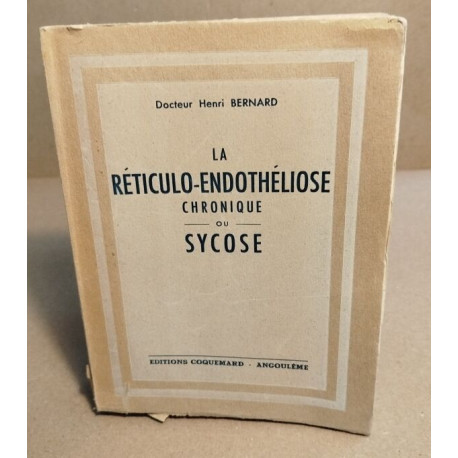 Docteur Henri BERNARD
LA
RÉTICULO-ENDOTHÉLIOSE
CHRONIQUE
OU
SYCOSE
EDITIONS COQUEMARD - ANGOULÊME